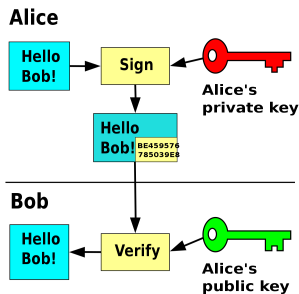 Alice
Hello
Bob!
Sign
Alice's
private key
Hello
Bob!
BE459576
785039E8
Bob
Hello
Bob!
Verify
Alice's
public key